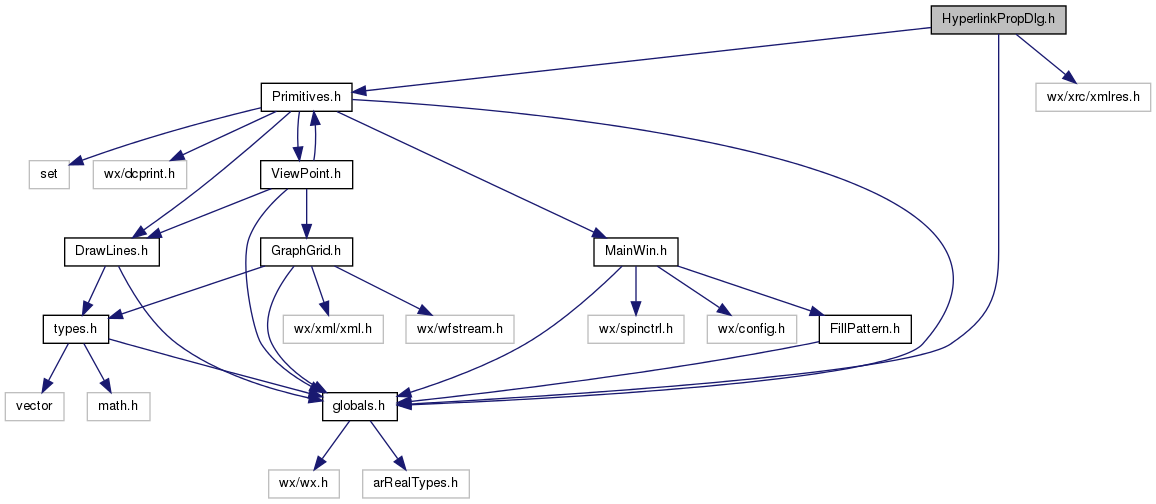 HyperlinkPropDlg.h
Primitives.h
wx/xrc/xmlres.h
set
wx/dcprint.h
ViewPoint.h
DrawLines.h
GraphGrid.h
MainWin.h
types.h
wx/xml/xml.h
wx/wfstream.h
wx/spinctrl.h
wx/config.h
FillPattern.h
vector
math.h
globals.h
wx/wx.h
arRealTypes.h